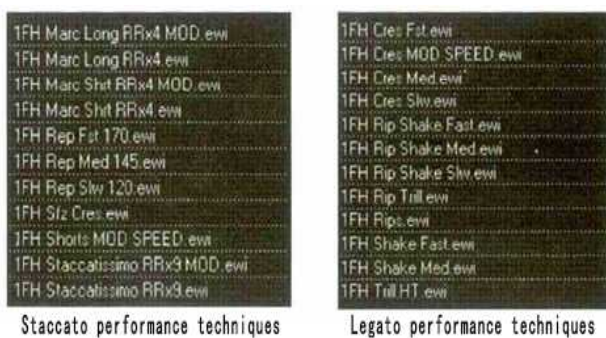 1FH Marc Long RRx4 MOD.ewi
1FH Marc Long RRx4.ewi
1FH Marc Shrt RRx4 MOD.ewi
1FH Marc Shrt RRx4.ewi
1FH Rep Fst 170.ewi
1FH Rep Med 145.ewi
1FH Rep Slw 120.ewi
1FH Sfz Cres.ewi
1FH Shorts MOD SPEED.ewi
1FH Staccatissimo RRx9 MOD.ewi
1FH Staccatissimo RRx9.ewi
Staccato performance techniques
1FH Cres Fst.ewi
1FH Cres MOD SPEED.ewi
1FH Cres Med.ewi
1FH Cres Slw.ewi
1FH Rip Shake Fast.ewi
1FH Rip Shake Med.ewi
1FH Rip Shake Slw.ewi
1FH Rip Trill.ewi
1FH Rips.ewi
1FH Shake Fast.ewi
1FH Shake Med.ewi
1FH Trill HT.ewi
Legato performance techniques